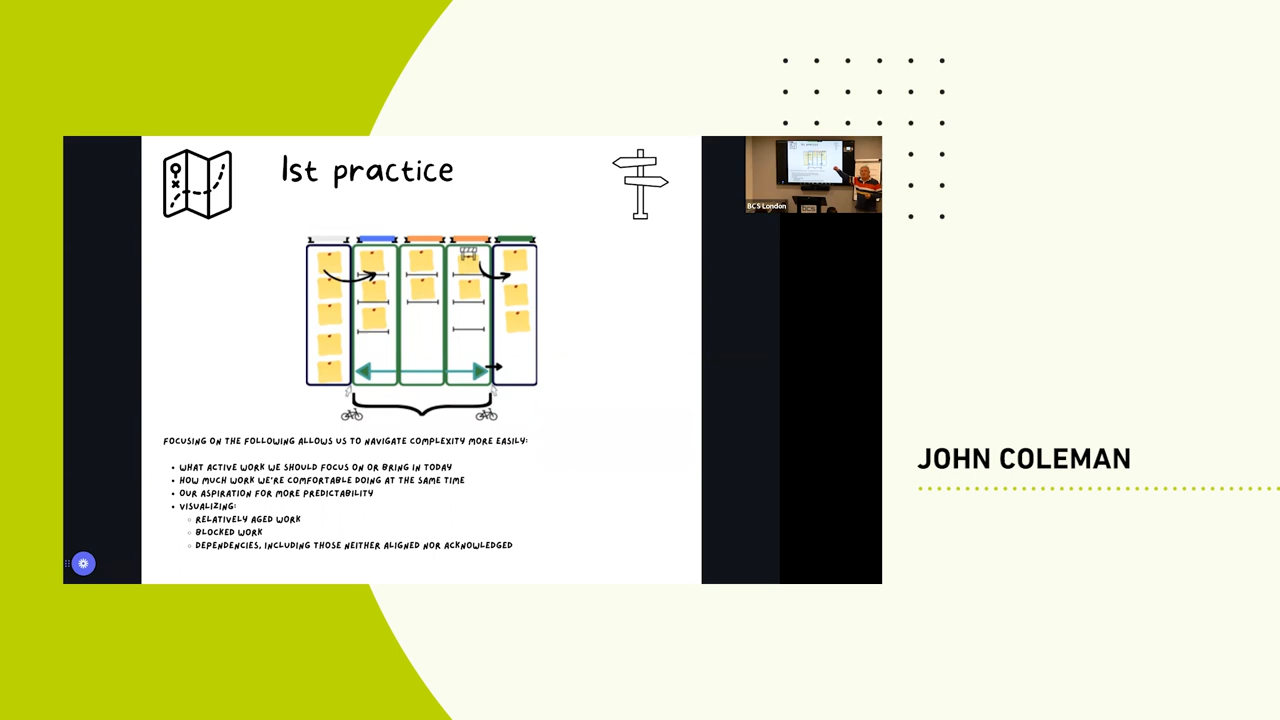 1st practice
BCS London
FOCUSING ON THE FOLLOWING ALLOWS US TO NAVIGATE COMPLEXITY MORE EASILY:
• WHAT ACTIVE WORK WE SHOULD FOCUS ON OR BRING IN TODAY
• HOW MUCH WORK WE'RE COMFORTABLE DOING AT THE SAME TIME
• OUR ASPIRATION FOR MORE PREDICTABILITY
• VISUALIZING:
○ RELATIVELY AGED WORK
○ BLOCKED WORK
○ DEPENDENCIES, INCLUDING THOSE NEITHER ALIGNED NOR ACKNOWLEDGED
JOHN COLEMAN